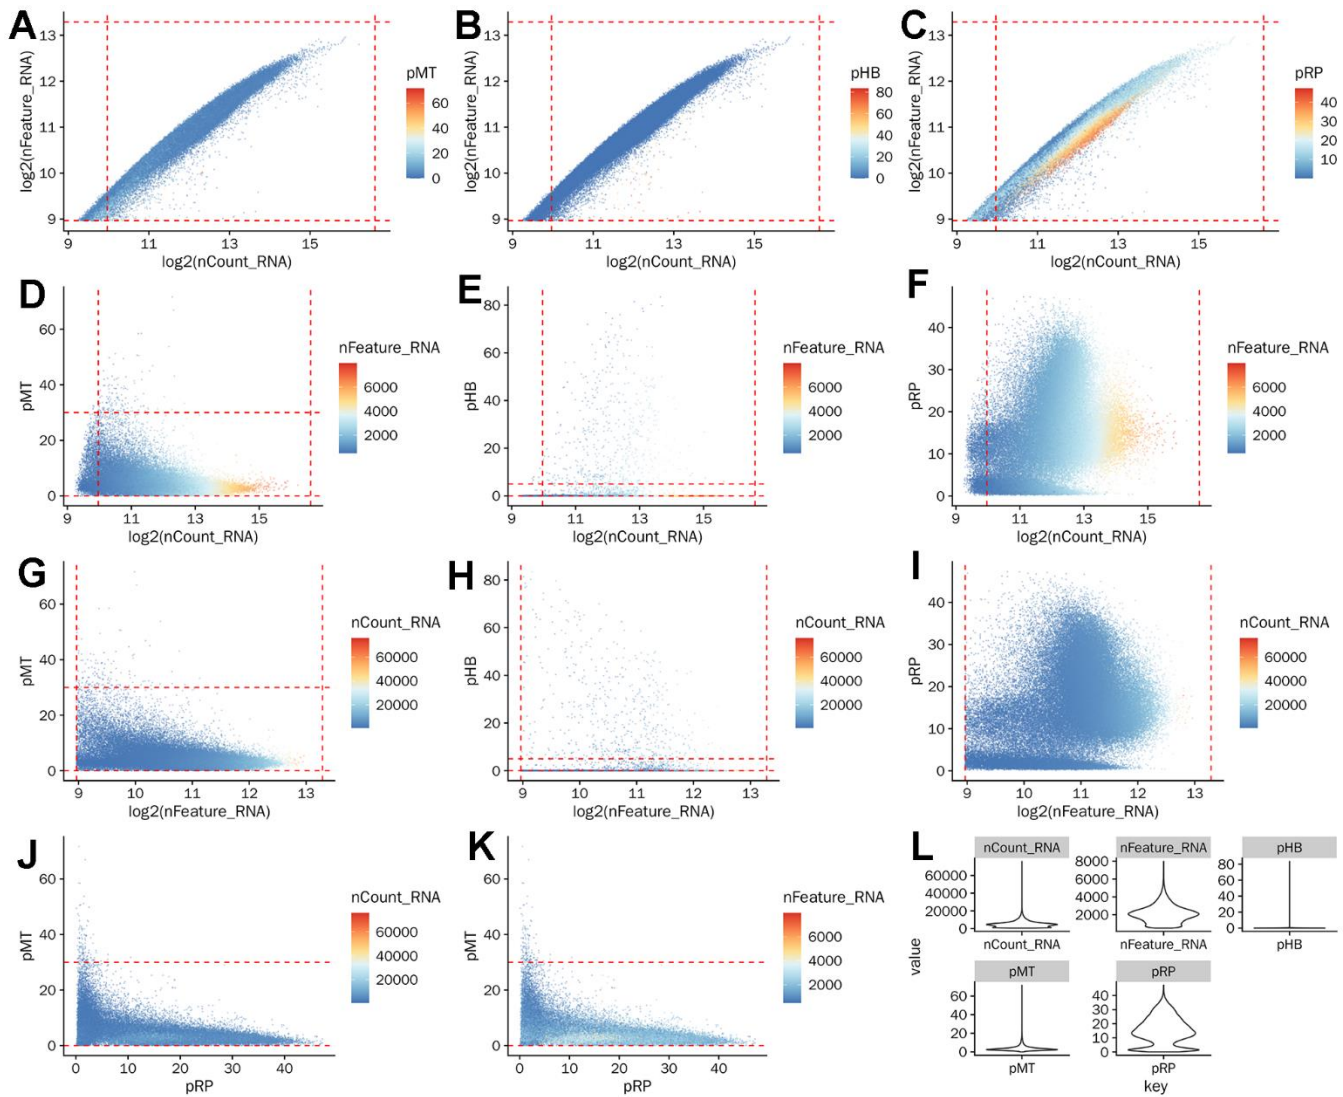 A
log2(nFeature_RNA)
13
12
11
10
9
9
11
13
15
log2(nCount_RNA)
pMT
60
40
20
0
B
log2(nFeature_RNA)
13
12
11
10
9
9
11
13
15
log2(nCount_RNA)
pHB
80
60
40
20
0
C
log2(nFeature_RNA)
13
12
11
10
9
9
11
13
15
log2(nCount_RNA)
pRP
40
30
20
10
D
pMT
60
40
20
0
9
11
13
15
log2(nCount_RNA)
nFeature_RNA
6000
4000
2000
E
pHB
80
60
40
20
0
9
11
13
15
log2(nCount_RNA)
nFeature_RNA
6000
4000
2000
F
pRP
40
30
20
10
0
9
11
13
15
log2(nCount_RNA)
nFeature_RNA
6000
4000
2000
G
pMT
60
40
20
0
9
10
11
12
13
log2(nFeature_RNA)
nCount_RNA
60000
40000
20000
H
pHB
80
60
40
20
0
9
10
11
12
13
log2(nFeature_RNA)
nCount_RNA
60000
40000
20000
I
pRP
40
30
20
10
0
9
10
11
12
13
log2(nFeature_RNA)
nCount_RNA
60000
40000
20000
J
pMT
60
40
20
0
0
10
20
30
40
pRP
nCount_RNA
60000
40000
20000
K
pMT
60
40
20
0
0
10
20
30
40
pRP
nFeature_RNA
6000
4000
2000
L
value
nCount_RNA
60000
40000
20000
0
nCount_RNA
nFeature_RNA
8000
6000
4000
2000
0
nFeature_RNA
pHB
80
60
40
20
0
pHB
pMT
60
40
20
0
pMT
pRP
40
30
20
10
0
pRP
key